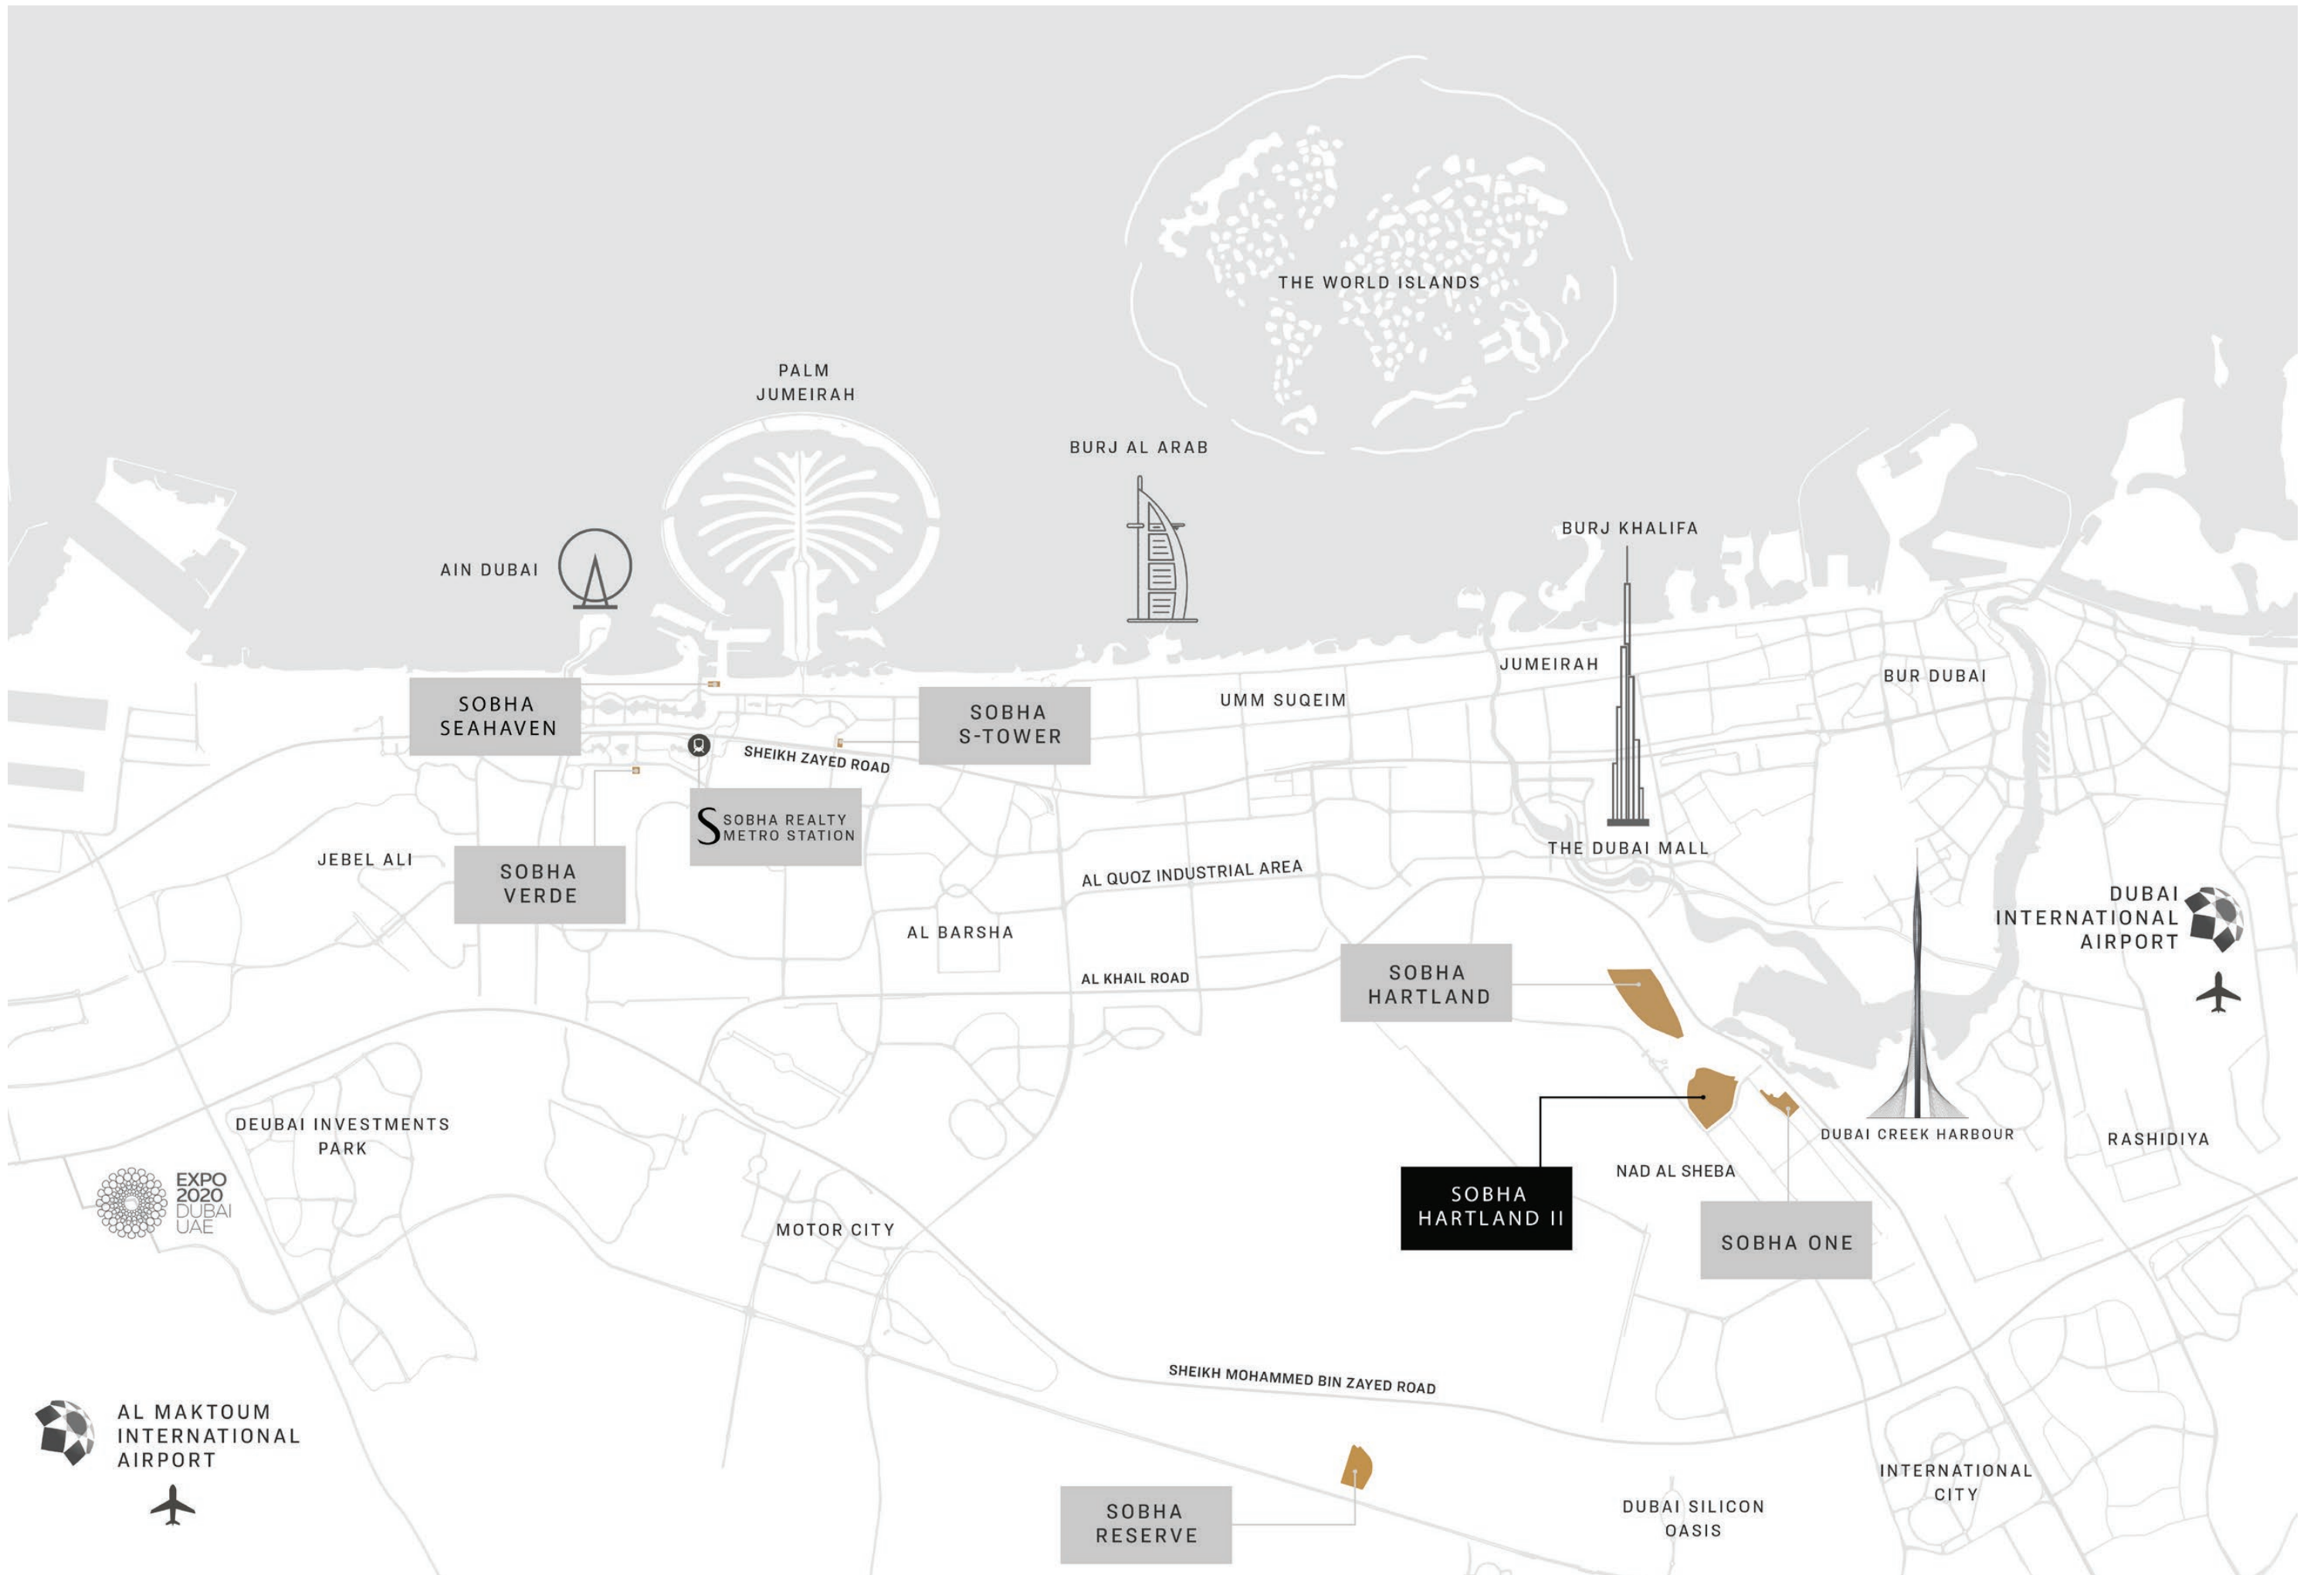 THE WORLD ISLANDS
PALM
JUMEIRAH
BURJ AL ARAB
BURJ KHALIFA
AIN DUBAI
JUMEIRAH
BUR DUBAI
UMM SUQEIM
SOBHA
SEAHAVEN
SOBHA
S-TOWER
SHEIKH ZAYED ROAD
S SOBHA REALTY
METRO STATION
JEBEL ALI
SOBHA
VERDE
THE DUBAI MALL
AL QUOZ INDUSTRIAL AREA
DUBAI
INTERNATIONAL
AIRPORT
AL BARSHA
AL KHAIL ROAD
SOBHA
HARTLAND
DEUBAI INVESTMENTS
PARK
DUBAI CREEK HARBOUR
RASHIDIYA
NAD AL SHEBA
EXPO
2020
DUBAI
UAE
SOBHA
HARTLAND II
MOTOR CITY
SOBHA ONE
SHEIKH MOHAMMED BIN ZAYED ROAD
AL MAKTOUM
INTERNATIONAL
AIRPORT
INTERNATIONAL
CITY
SOBHA
RESERVE
DUBAI SILICON
OASIS